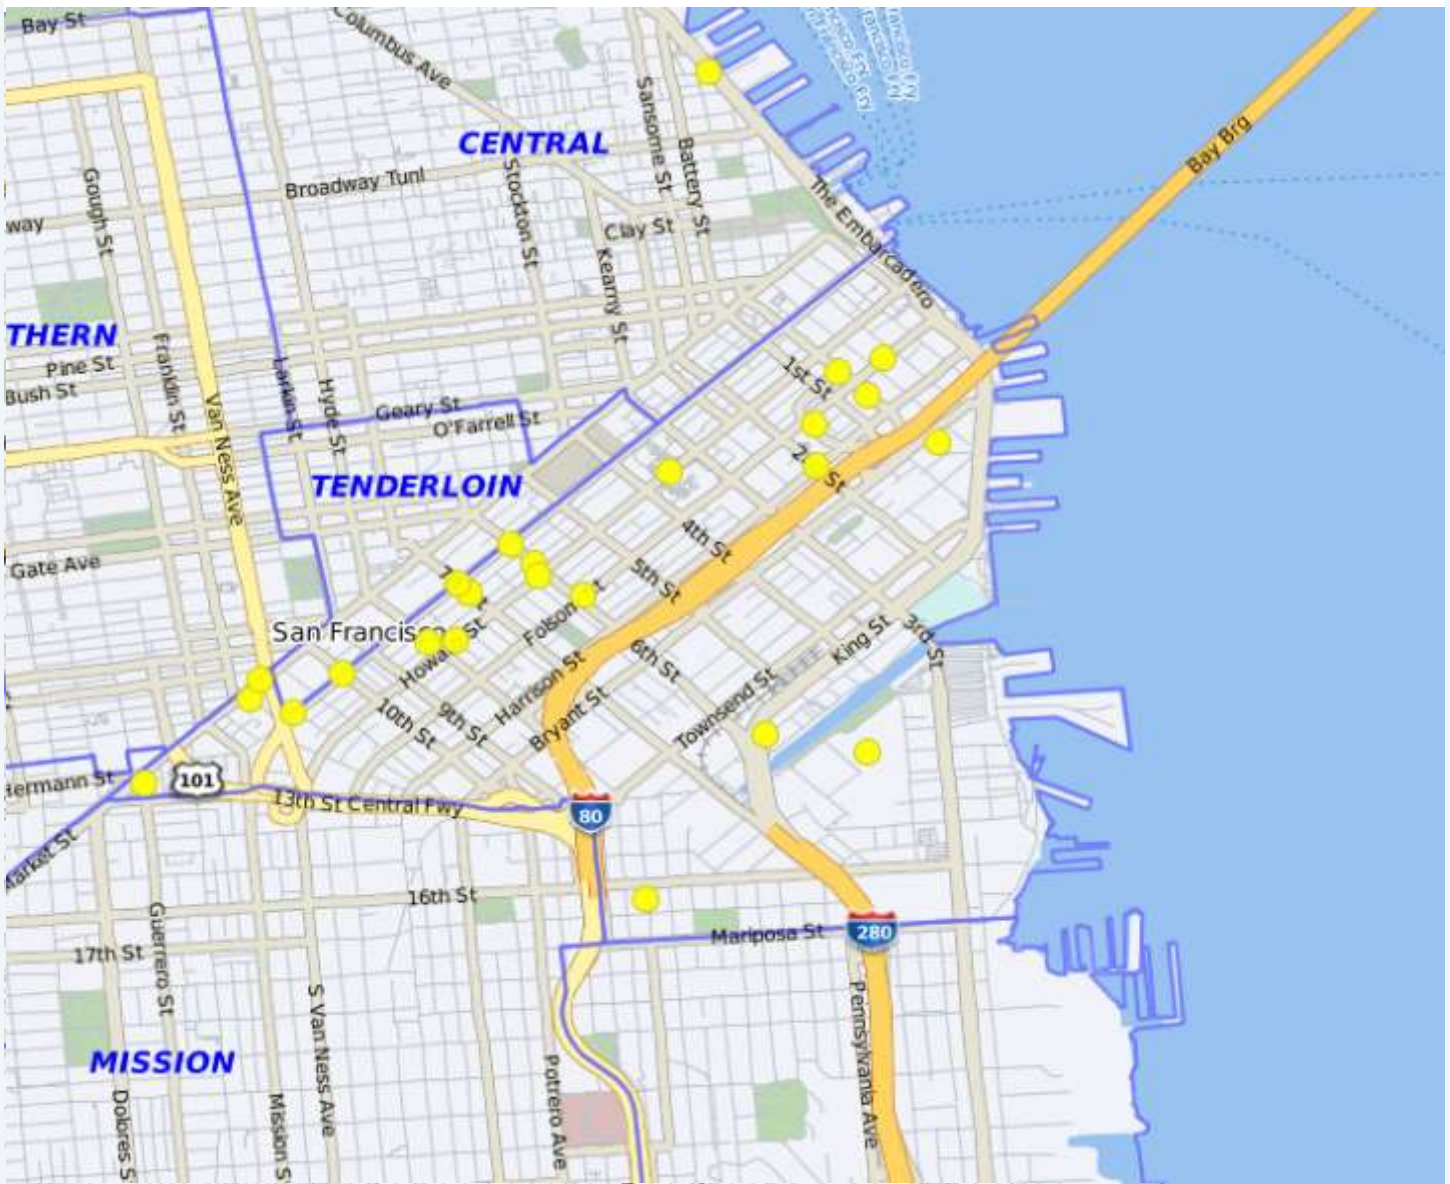 Bay St
Columbus Ave
CENTRAL
Sansome St
Battery St
Bay Brg
Broadway Tunl
Stockton St
Gough St
The Embarcadero
way
Clay St
Kearny St
THERN
Pine St
Bush St
Franklin St
Larkin St
Hyde St
1st St
Geary St
O'Farrell St
Van Ness Ave
TENDERLOIN
St
4th St
Gate Ave
5th St
Folsom
San Francisco
St
Harrison St
6th St
King St
3rd St
10th St
9th St
Bryant St
Townsend St
Hermann St
101
13th St Central Fwy
80
Market St
16th St
Guerrero St
17th St
Mariposa St
280
S Van Ness Ave
Pennsylvania Ave
MISSION
Potrero Ave
Dolores S
Mission S